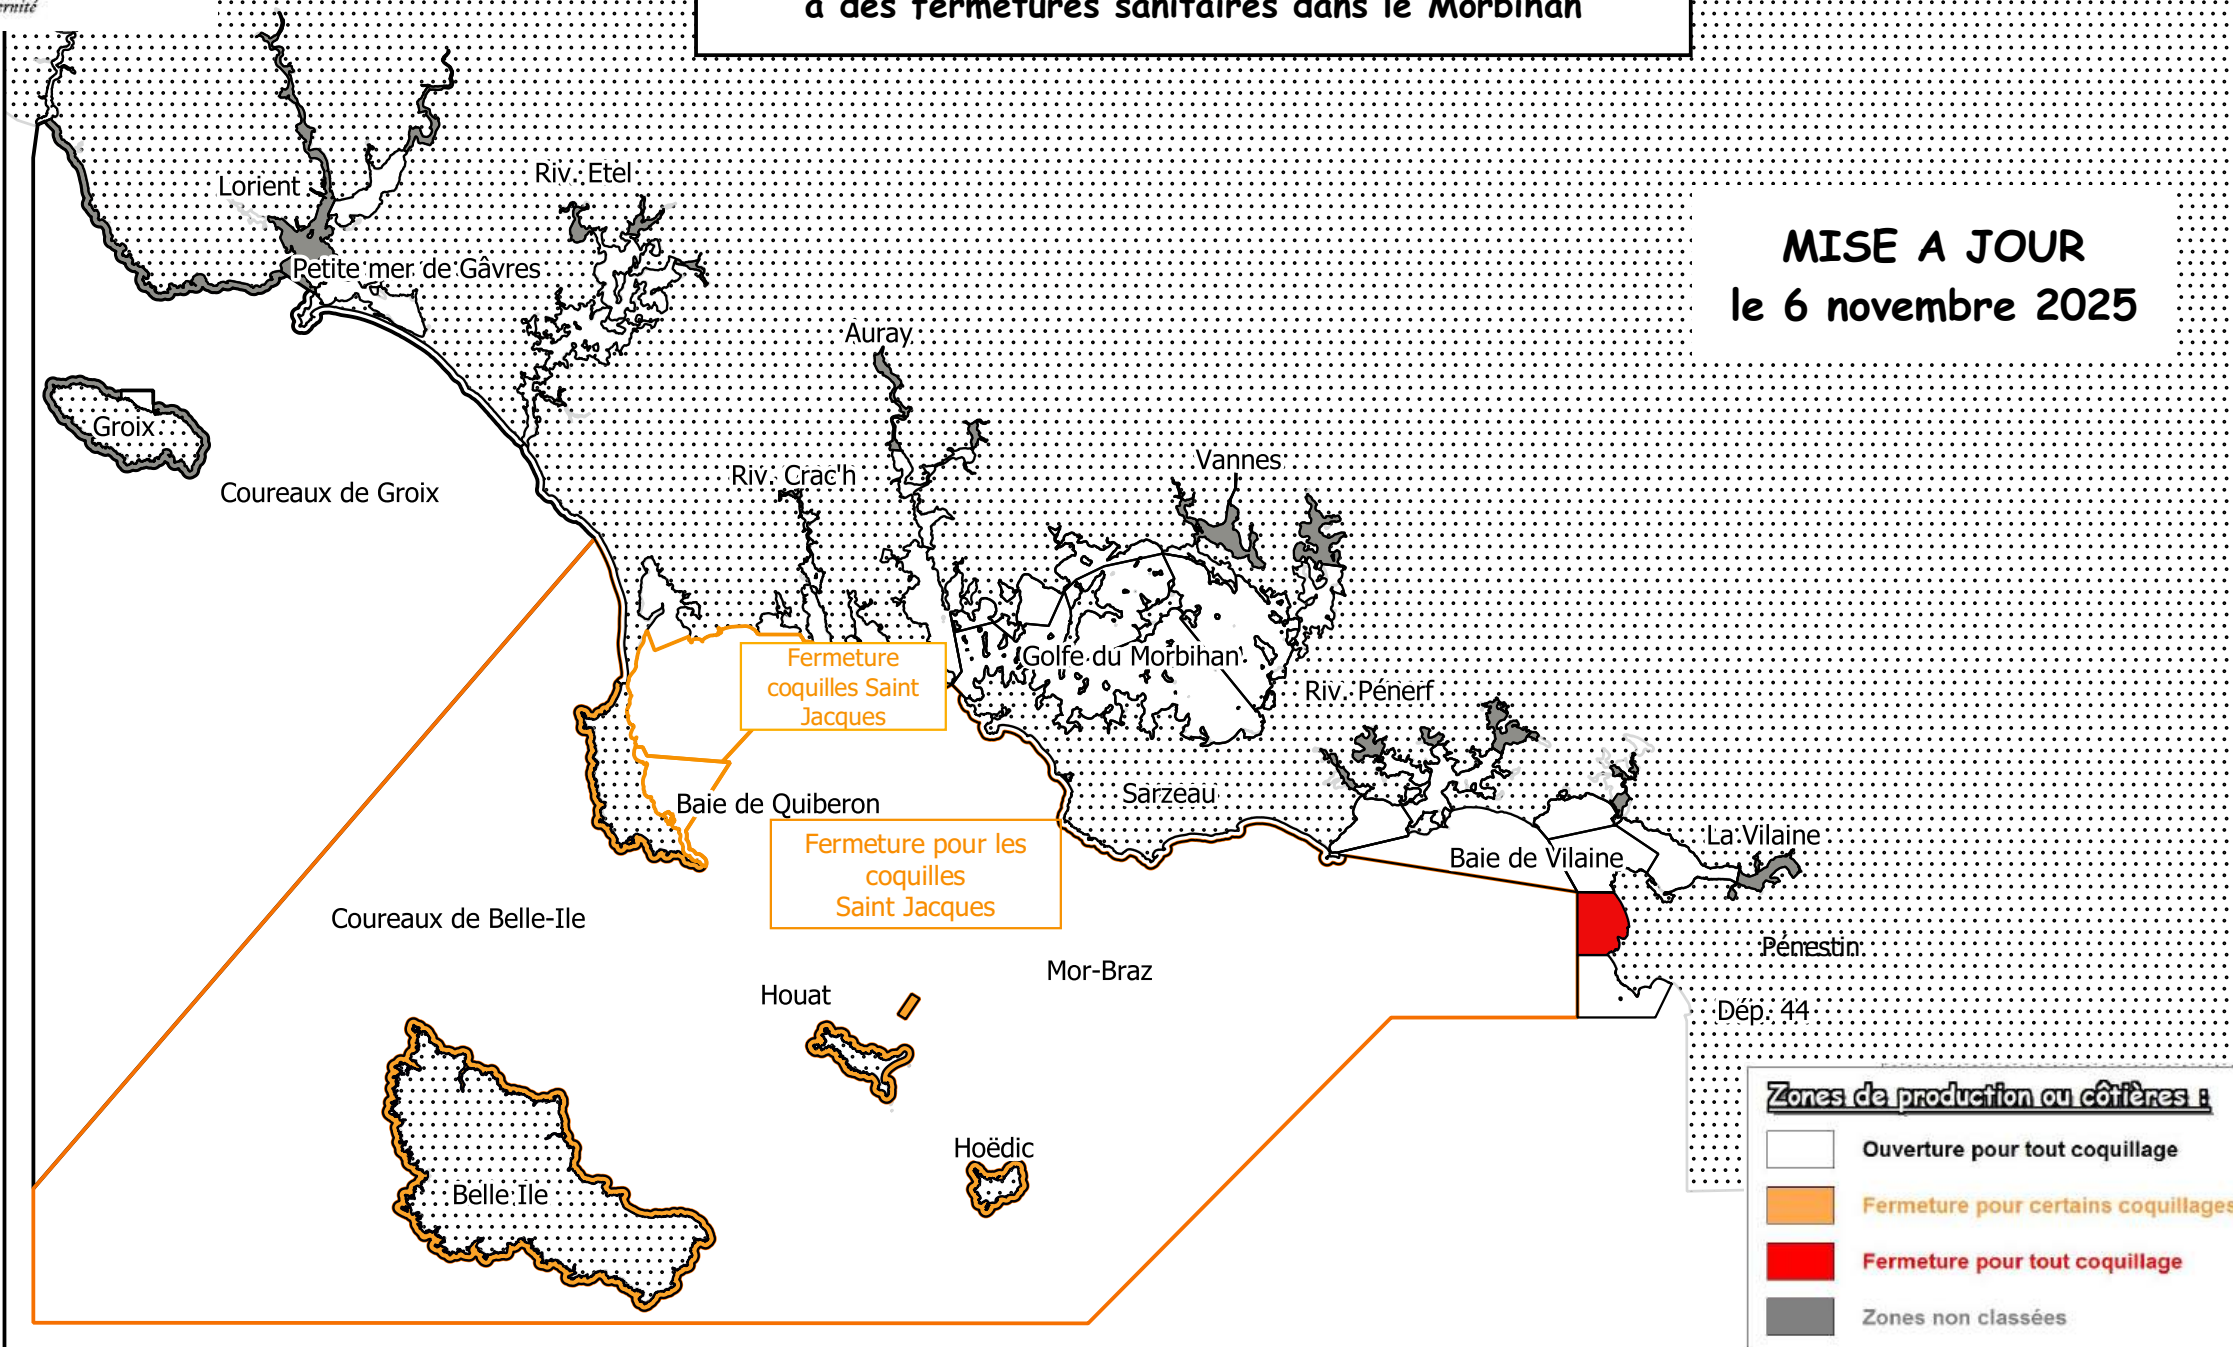 à des fermetures sanitaires dans le Morbihan
MISE A JOUR
le 6 novembre 2025
Riv. Etel
Lorient
Petite mer de Gâvres
Auray
Groix
Vannes
Riv. Crac'h
Coureaux de Groix
Fermeture
coquilles Saint
Jacques
Golfe du Morbihan
Riv. Pénerf
Sarzeau
Baie de Quiberon
La Vilaine
Fermeture pour les
coquilles
Saint Jacques
Baie de Vilaine
Coureaux de Belle-Ile
Pénestin
Mor-Braz
Houat
Dép. 44
Hoëdic
Belle Ile
Zones de production ou côtières :
Ouverture pour tout coquillage
Fermeture pour certains coquillages
Fermeture pour tout coquillage
Zones non classées